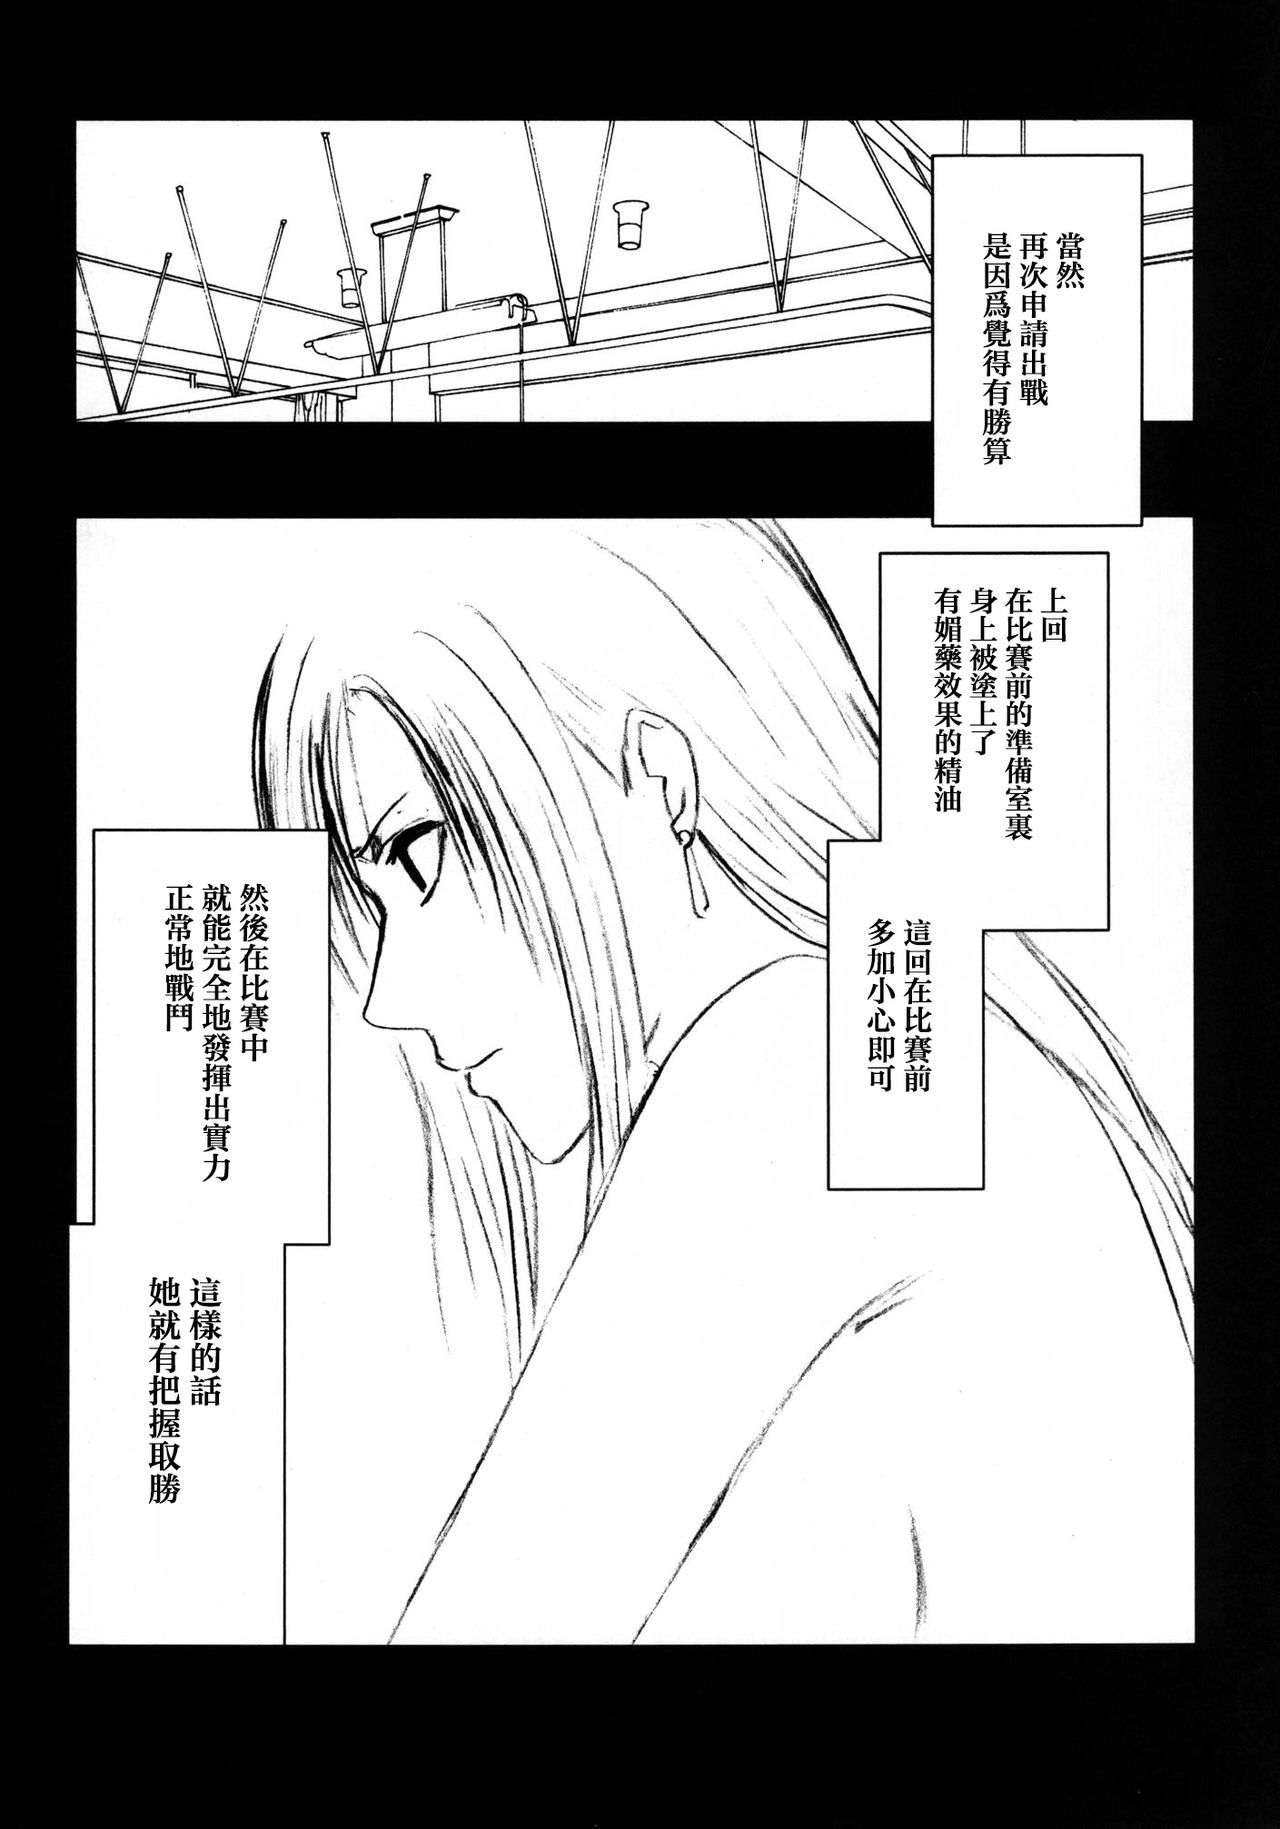 當然
再次申請出戰
是因爲覺得有勝算
上回
在比賽前的準備室裏
身上被塗上了
有媚藥效果的精油
這回在比賽前
多加小心即可
然後在比賽中
就能完全地發揮出實力
正常地戰鬥
這樣的話
她就有把握取勝